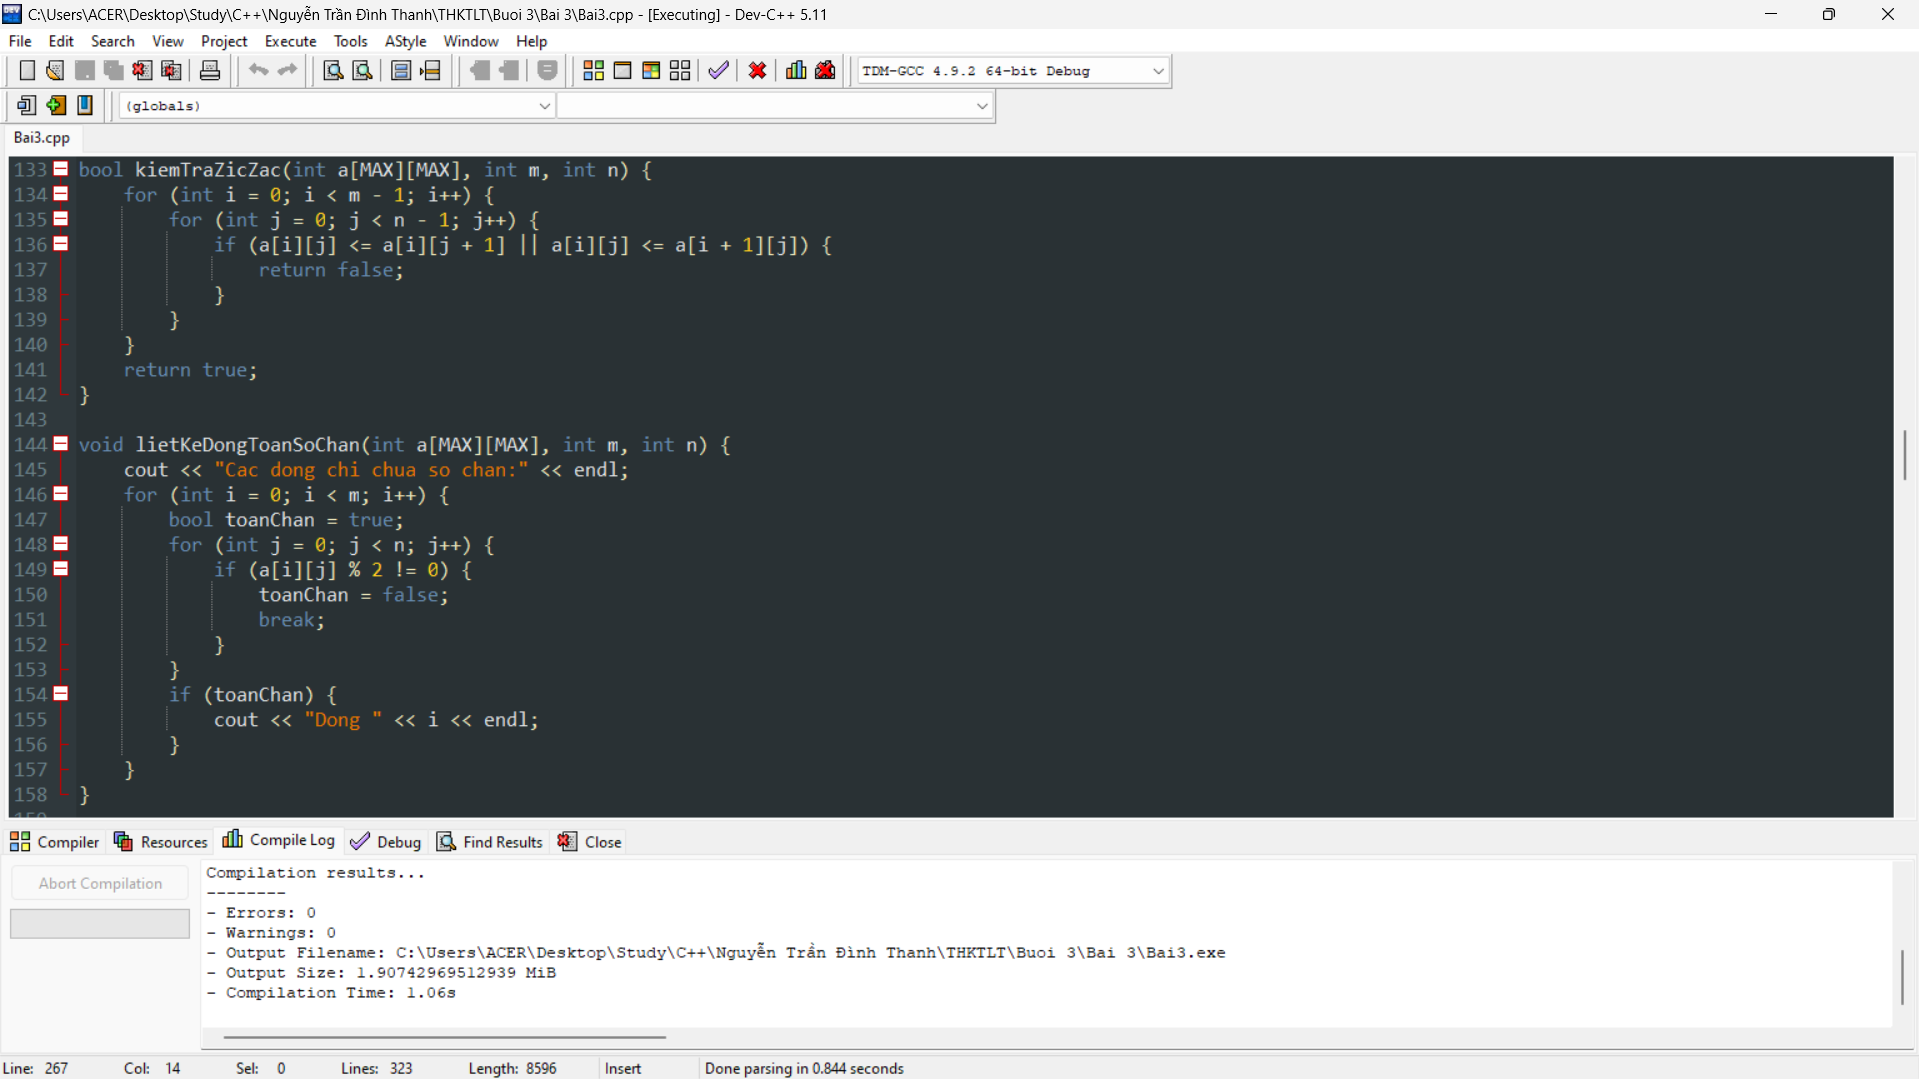 C:\Users\ACER\Desktop\Study\C++\Nguyễn Trần Đình Thanh\THKTLT\Buoi 3\Bai 3\Bai3.cpp - [Executing] - Dev-C++ 5.11
File Edit Search View Project Execute Tools AStyle Window Help
TDM-GCC 4.9.2 64-bit Debug
(globals)
Bai3.cpp
133 bool kiemTraZicZac(int a[MAX][MAX], int m, int n) {
134 for (int i = 0; i < m - 1; i++) {
135 for (int j = 0; j < n - 1; j++) {
136 if (a[i][j] <= a[i][j + 1] || a[i][j] <= a[i + 1][j]) {
137 return false;
138 }
139 }
140 }
141 return true;
142 }
143
144 void lietKeDongToanSoChan(int a[MAX][MAX], int m, int n) {
145 cout << "Cac dong chi chua so chan:" << endl;
146 for (int i = 0; i < m; i++) {
147 bool toanChan = true;
148 for (int j = 0; j < n; j++) {
149 if (a[i][j] % 2 != 0) {
150 toanChan = false;
151 break;
152 }
153 }
154 if (toanChan) {
155 cout << "Dong " << i << endl;
156 }
157 }
158 }
Compiler Resources Compile Log Debug Find Results Close
Abort Compilation
Compilation results...
--------
- Errors: 0
- Warnings: 0
- Output Filename: C:\Users\ACER\Desktop\Study\C++\Nguyễn Trần Đình Thanh\THKTLT\Buoi 3\Bai 3\Bai3.exe
- Output Size: 1.90742969512939 MiB
- Compilation Time: 1.06s
Line: 267 Col: 14 Sel: 0 Lines: 323 Length: 8596 Insert Done parsing in 0.844 seconds